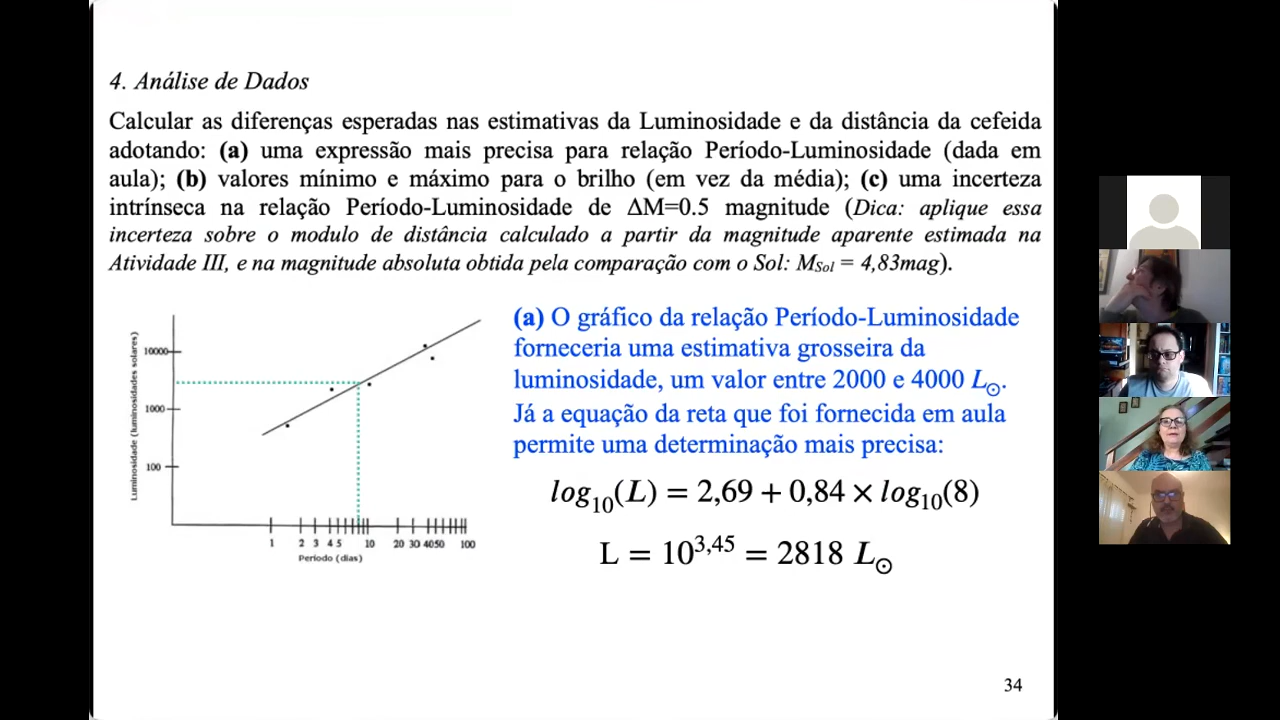 4. Análise de Dados
Calcular as diferenças esperadas nas estimativas da Luminosidade e da distância da cefeida
adotando: (a) uma expressão mais precisa para relação Período-Luminosidade (dada em
aula); (b) valores mínimo e máximo para o brilho (em vez da média); (c) uma incerteza
intrínseca na relação Período-Luminosidade de ΔM=0.5 magnitude (Dica: aplique essa
incerteza sobre o modulo de distância calculado a partir da magnitude aparente estimada na
Atividade III, e na magnitude absoluta obtida pela comparação com o Sol: MSol = 4,83mag).
(a) O gráfico da relação Período-Luminosidade
forneceria uma estimativa grosseira da
luminosidade, um valor entre 2000 e 4000 L⊙.
Já a equação da reta que foi fornecida em aula
permite uma determinação mais precisa:
log10(L) = 2,69 + 0,84 × log10(8)
L = 10^3,45 = 2818 L⊙
Luminosidade (luminosidades solares)
10000
1000
100
1 2 3 4 5 10 20 30 4050 100
Período (dias)
34